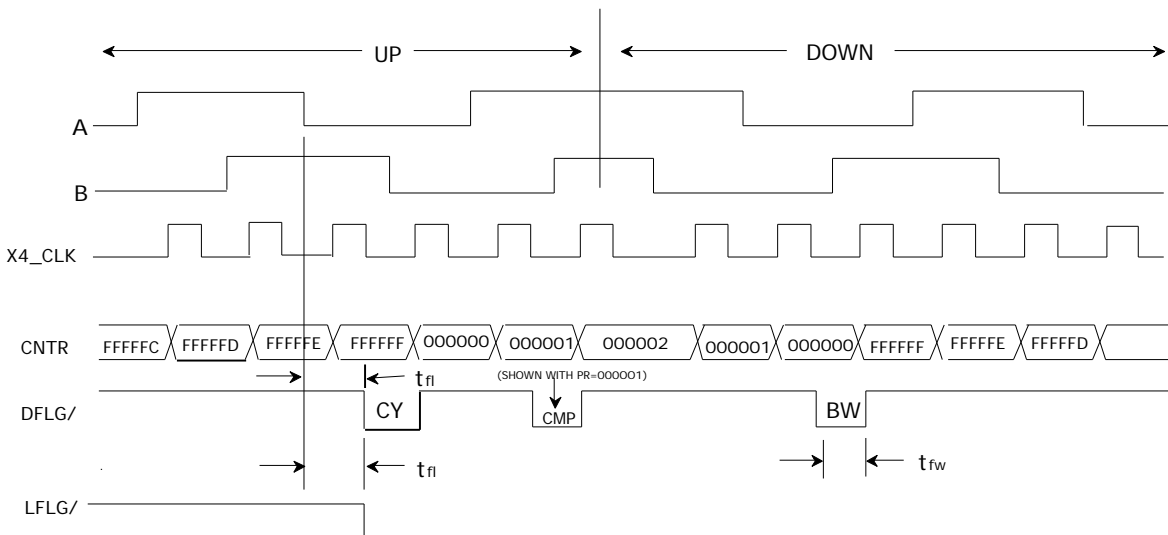 UP
DOWN
A
B
X4_CLK
CNTR
FFFFFC
FFFFFD
FFFFFE
FFFFFF
000000
000001
000002
000001
000000
FFFFFF
FFFFFE
FFFFFD
tfl
(SHOWN WITH PR=000001)
DFLG/
CY
CMP
BW
tfl
tfw
LFLG/